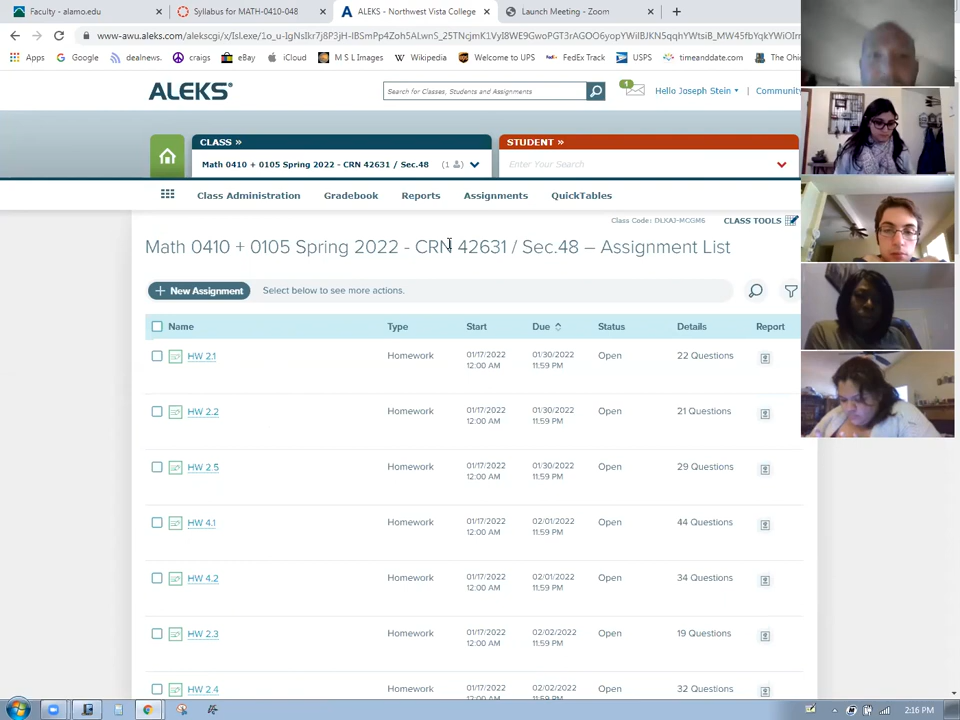 Faculty - alamo.edu
Syllabus for MATH-0410-048
ALEKS - Northwest Vista College
Launch Meeting - Zoom
Apps
Google
dealnews.
craigs
eBay
iCloud
M S L Images
Wikipedia
Welcome to UPS
FedEx Track
USPS
timeanddate.com
ALEKS
Search for Classes, Students and Assignments
1
Hello Joseph Stein
CLASS »
Math 0410 + 0105 Spring 2022 - CRN 42631 / Sec.48 (1
STUDENT »
Enter Your Search
Class Administration
Gradebook
Reports
Assignments
QuickTables
Class Code: DLKAJ-MCGM6
CLASS TOOLS
Math 0410 + 0105 Spring 2022 - CRN 42631 / Sec.48 – Assignment List
+ New Assignment
Select below to see more actions.
Name Type Start Due Status Details Report
HW 2.1 Homework 01/17/2022 01/30/2022 Open 22 Questions
12:00 AM 11:59 PM
HW 2.2 Homework 01/17/2022 01/30/2022 Open 21 Questions
12:00 AM 11:59 PM
HW 2.5 Homework 01/17/2022 01/30/2022 Open 29 Questions
12:00 AM 11:59 PM
HW 4.1 Homework 01/17/2022 02/01/2022 Open 44 Questions
12:00 AM 11:59 PM
HW 4.2 Homework 01/17/2022 02/01/2022 Open 34 Questions
12:00 AM 11:59 PM
HW 2.3 Homework 01/17/2022 02/02/2022 Open 19 Questions
12:00 AM 11:59 PM
HW 2.4 Homework 01/17/2022 02/02/2022 Open 32 Questions
2:16 PM